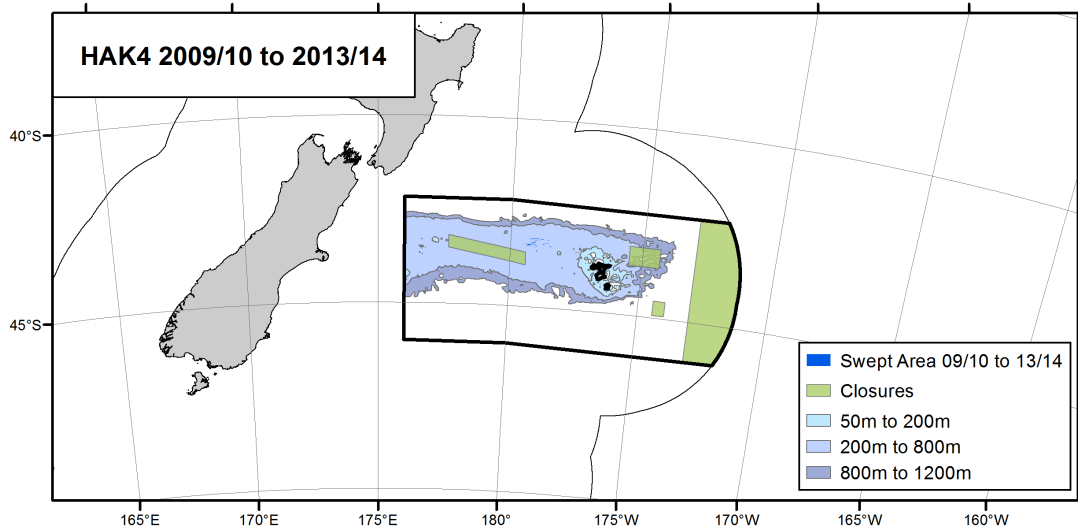 HAK4 2009/10 to 2013/14
40°S
45°S
Swept Area 09/10 to 13/14
Closures
50m to 200m
200m to 800m
800m to 1200m
165°E
170°E
175°E
180°
175°W
170°W
165°W
160°W